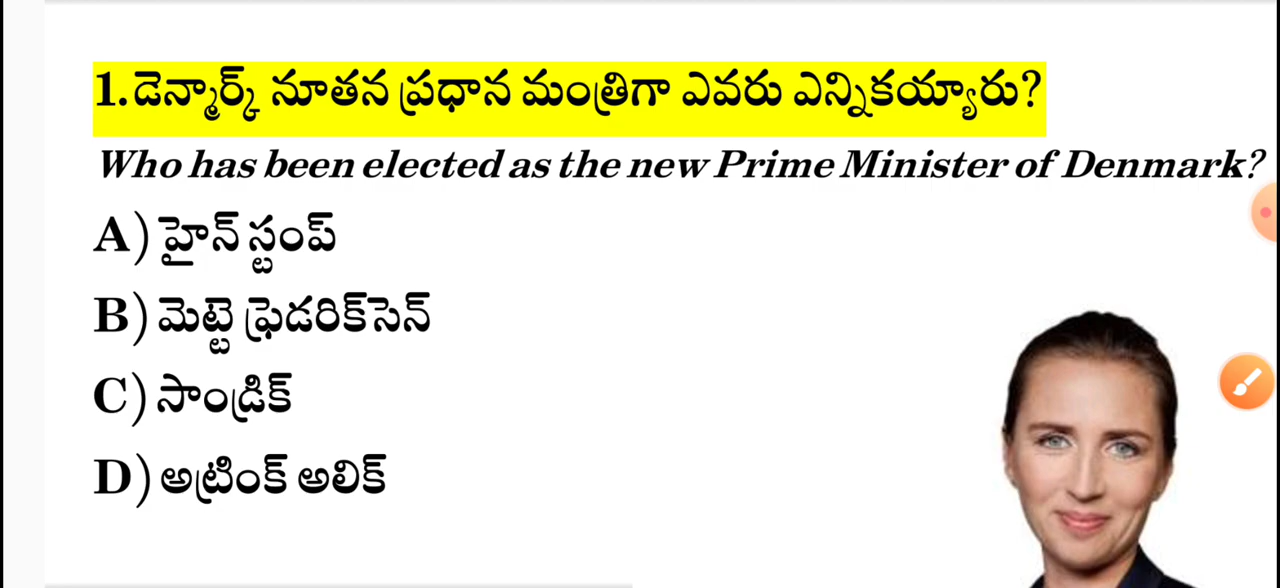 1.డెన్మార్క్ నూతన ప్రధాన మంత్రిగా ఎవరు ఎన్నికయ్యారు?
Who has been elected as the new Prime Minister of Denmark?
A) హైన్ స్టంప్
B) మెట్టె ఫ్రెడరిక్‌సెన్
C) సాండ్రిక్
D) అట్రింక్ అలిక్